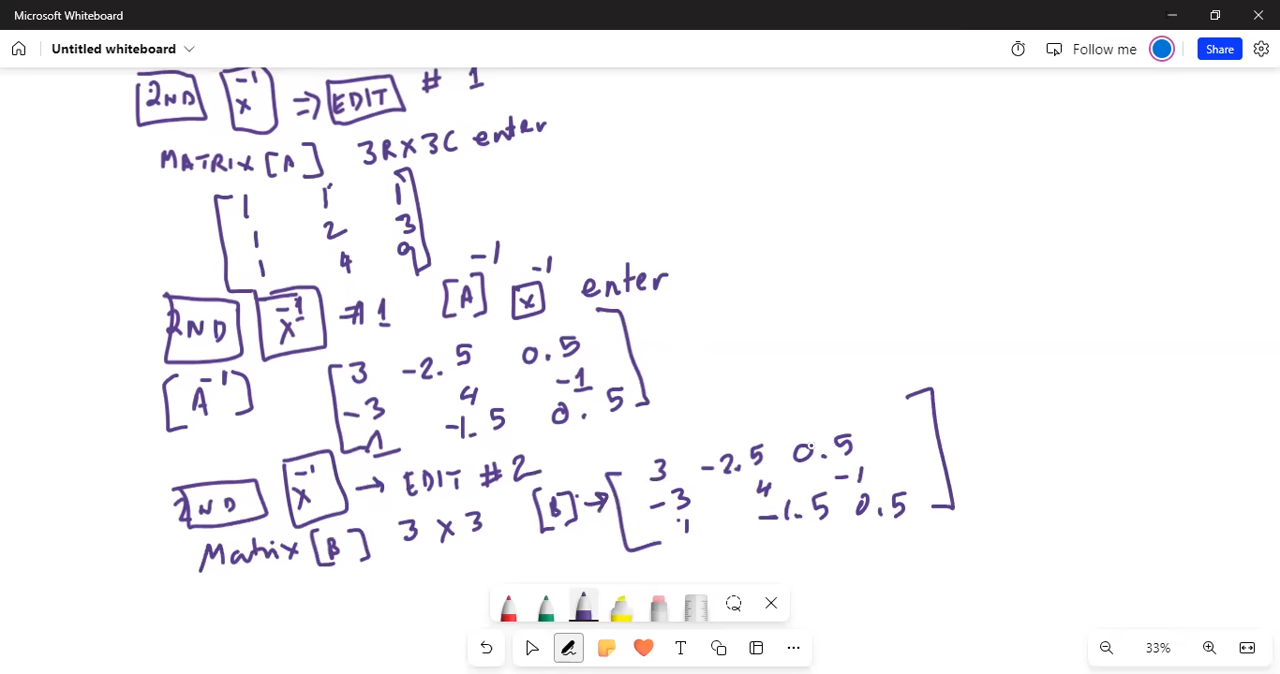 Microsoft Whiteboard
Untitled whiteboard
Follow me
Share
2ND x⁻¹ ⇒ EDIT # 1
MATRIX [A] 3R X 3C enter
1 1 1
1 2 3
1 4 9
2ND x⁻¹ ⇒ 1 [A]⁻¹ x⁻¹ enter
[A⁻¹]
3 -2.5 0.5
-3 4 -1
1 -1.5 0.5
2ND x⁻¹ → EDIT #2
Matrix [B] 3 x 3 [B] →
3 -2.5 0.5
-3 4 -1
1 -1.5 0.5
33%